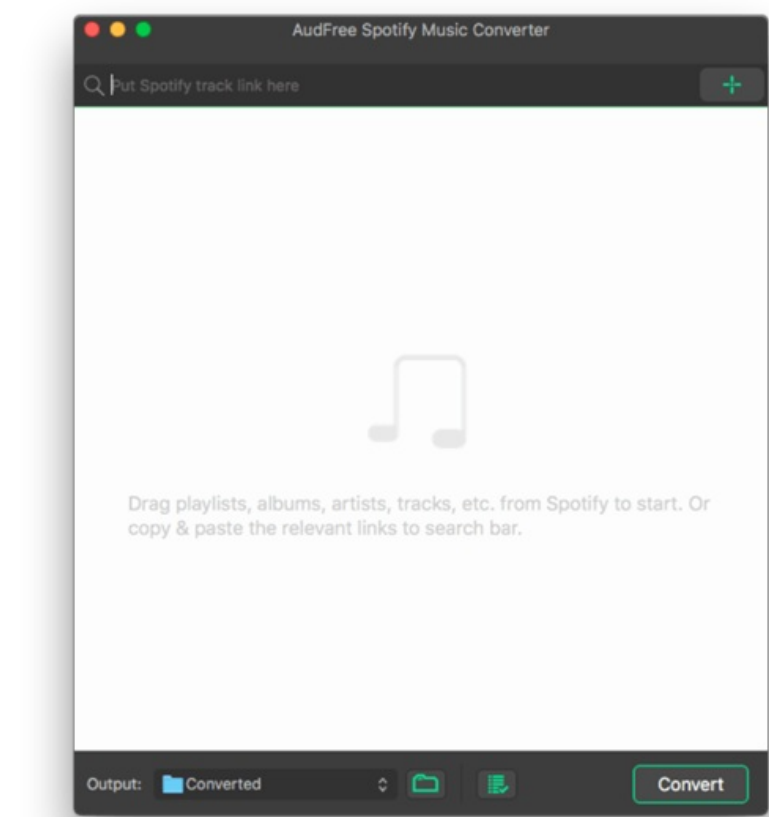 AudFree Spotify Music Converter
Put Spotify track link here
Drag playlists, albums, artists, tracks, etc. from Spotify to start. Or
copy & paste the relevant links to search bar.
Output: Converted Convert